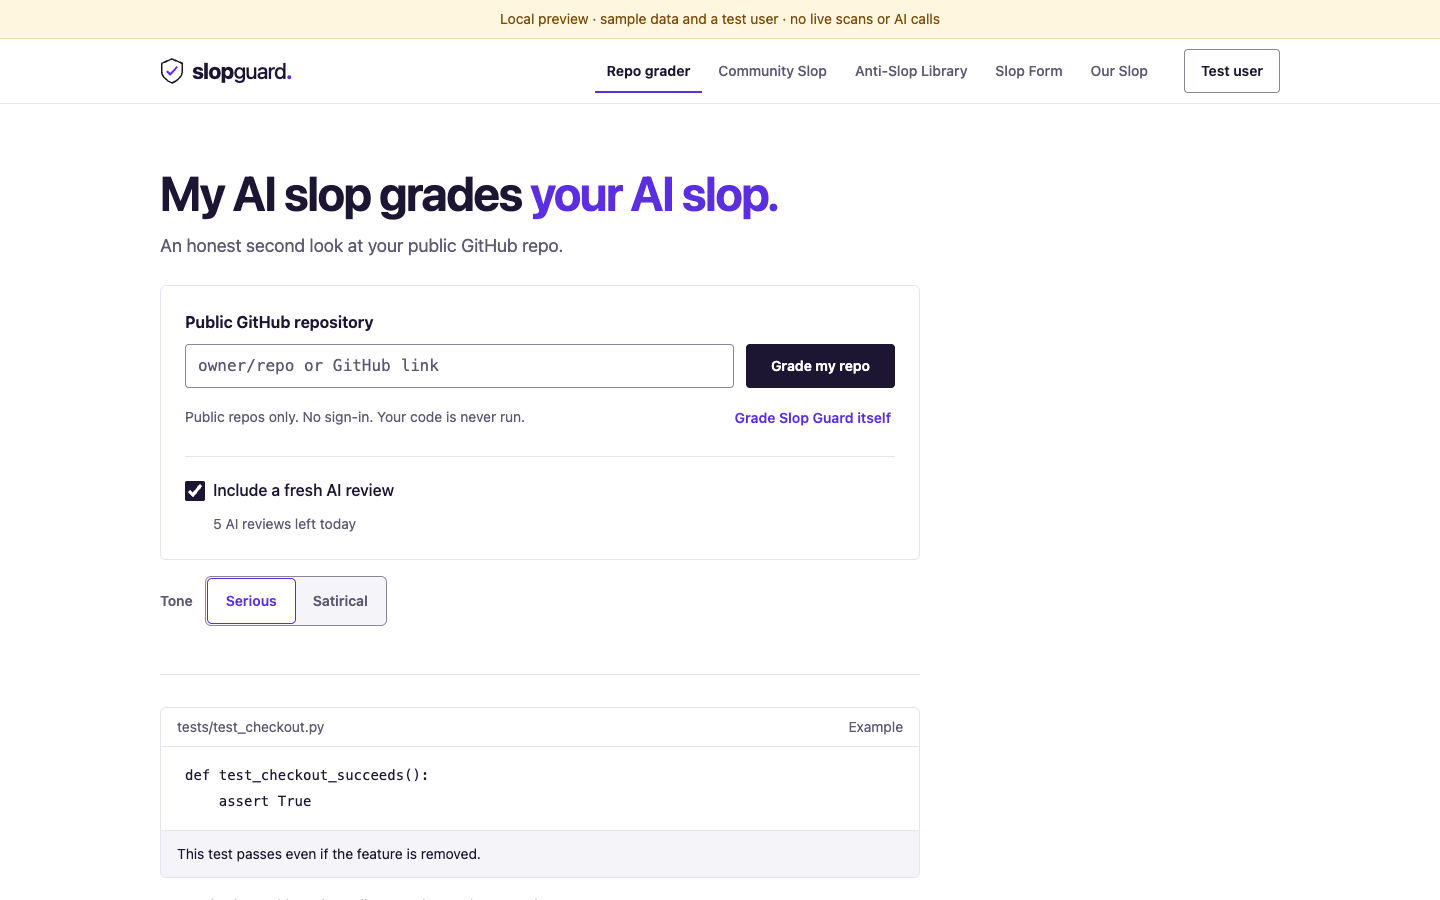 Local preview · sample data and a test user · no live scans or AI calls
slopguard.
Repo grader
Community Slop
Anti-Slop Library
Slop Form
Our Slop
Test user
My AI slop grades your AI slop.
An honest second look at your public GitHub repo.
Public GitHub repository
owner/repo or GitHub link
Grade my repo
Public repos only. No sign-in. Your code is never run.
Grade Slop Guard itself
Include a fresh AI review
5 AI reviews left today
Tone
Serious
Satirical
tests/test_checkout.py
Example
def test_checkout_succeeds():
    assert True
This test passes even if the feature is removed.